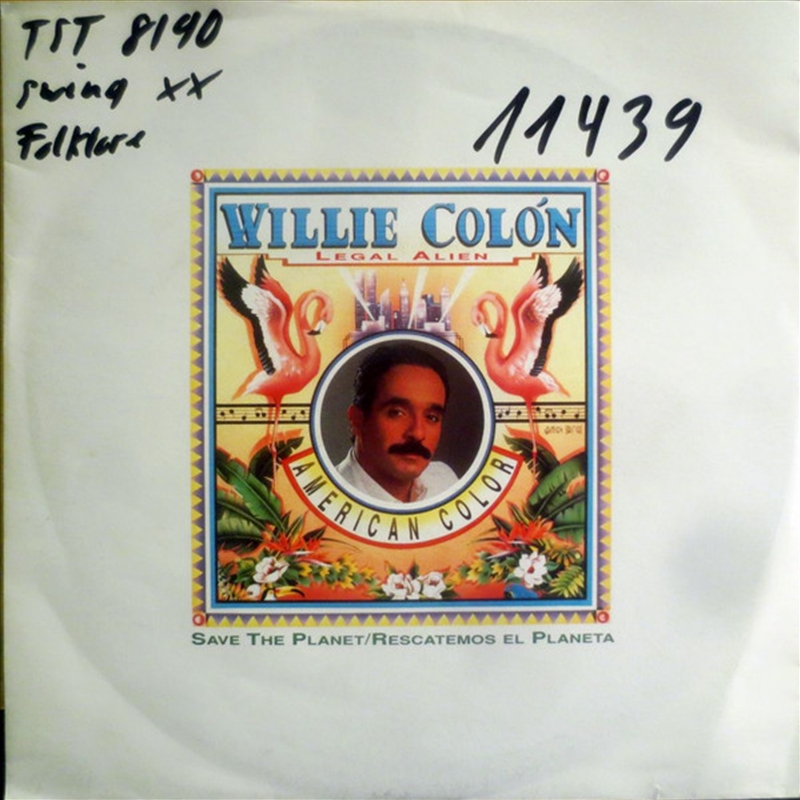 TST 8190
swing xx
Folklore
11439
WILLIE COLÓN
LEGAL ALIEN
AMERICAN COLOR
SAVE THE PLANET/RESCATEMOS EL PLANETA